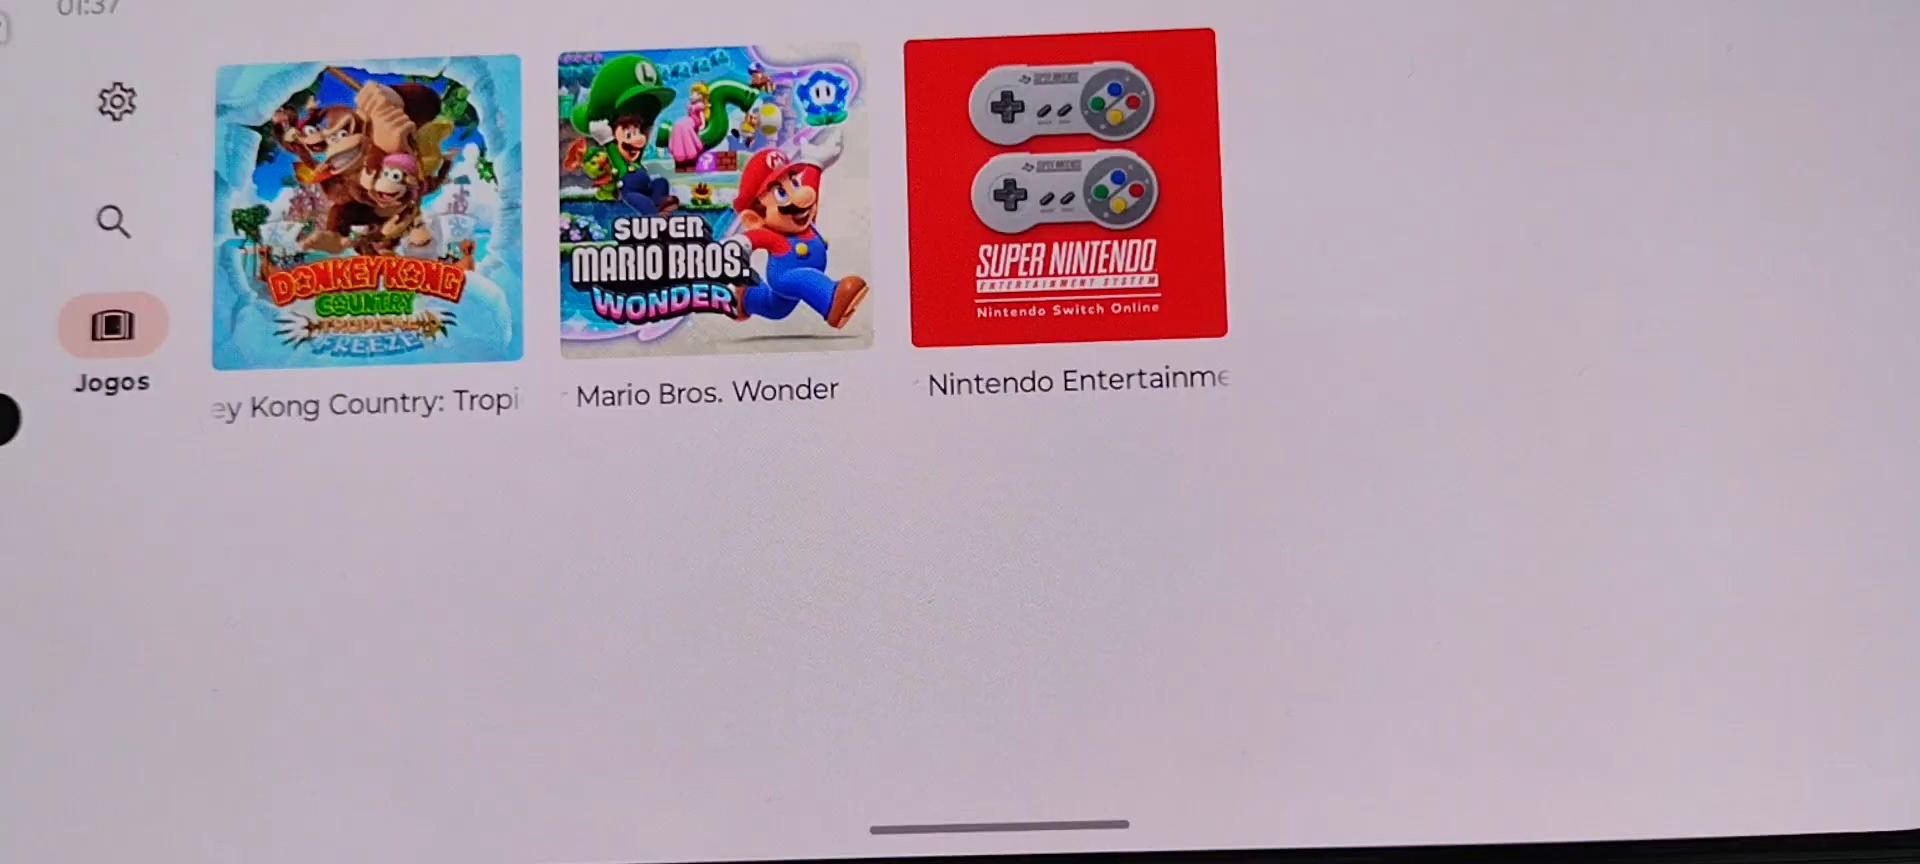 01:37
DONKEY KONG
COUNTRY
TROPICAL
FREEZE
ey Kong Country: Tropi
L
M
SUPER
MARIO BROS.
WONDER
Mario Bros. Wonder
SUPER NINTENDO
ENTERTAINMENT SYSTEM
Nintendo Switch Online
Nintendo Entertainme
Jogos